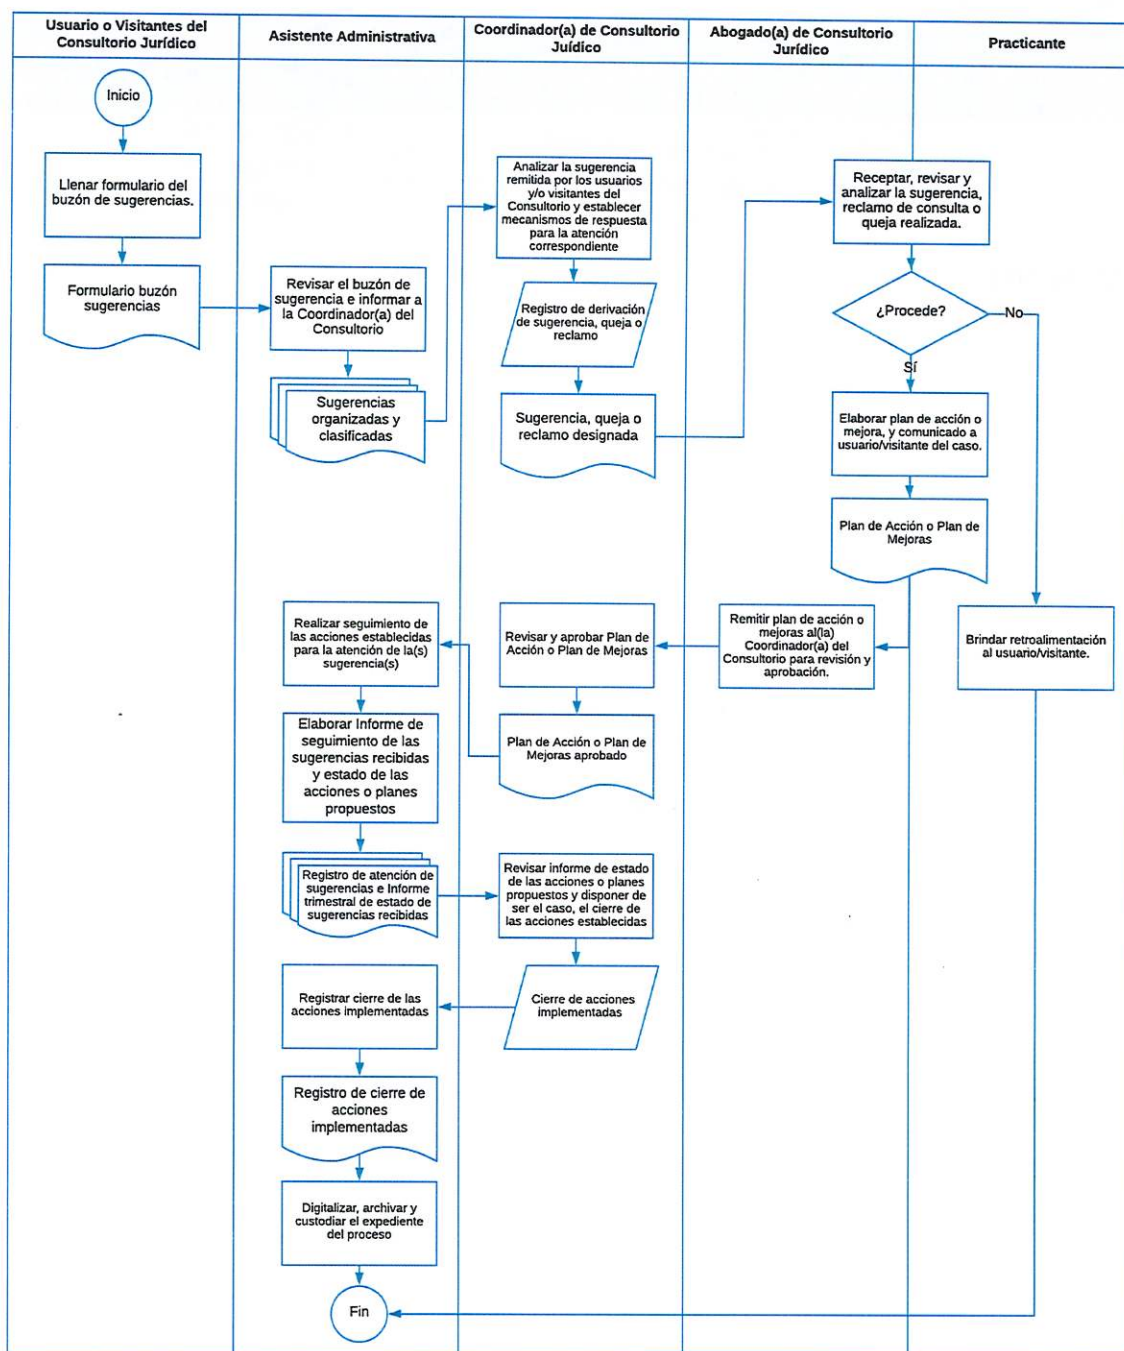 Usuario o Visitantes del
Consultorio Jurídico
Asistente Administrativa
Coordinador(a) de Consultorio
Juídico
Abogado(a) de Consultorio
Jurídico
Practicante
Inicio
Llenar formulario del
buzón de sugerencias.
Formulario buzón
sugerencias
Revisar el buzón de
sugerencia e informar a
la Coordinador(a) del
Consultorio
Sugerencias
organizadas y
clasificadas
Analizar la sugerencia
remitida por los usuarios
y/o visitantes del
Consultorio y establecer
mecanismos de respuesta
para la atención
correspondiente
Registro de derivación
de sugerencia, queja o
reclamo
Sugerencia, queja o
reclamo designada
Receptar, revisar y
analizar la sugerencia,
reclamo de consulta o
queja realizada.
¿Procede?
No
Sí
Elaborar plan de acción o
mejora, y comunicado a
usuario/visitante del caso.
Plan de Acción o Plan de
Mejoras
Remitir plan de acción o
mejoras al(la)
Coordinador(a) del
Consultorio para revisión y
aprobación.
Brindar retroalimentación
al usuario/visitante.
Revisar y aprobar Plan de
Acción o Plan de Mejoras
Plan de Acción o Plan de
Mejoras aprobado
Realizar seguimiento de
las acciones establecidas
para la atención de la(s)
sugerencia(s)
Elaborar Informe de
seguimiento de las
sugerencias recibidas
y estado de las
acciones o planes
propuestos
Registro de atención de
sugerencias e Informe
trimestral de estado de
sugerencias recibidas
Revisar informe de estado
de las acciones o planes
propuestos y disponer de
ser el caso, el cierre de
las acciones establecidas
Cierre de acciones
implementadas
Registrar cierre de las
acciones implementadas
Registro de cierre de
acciones
implementadas
Digitalizar, archivar y
custodiar el expediente
del proceso
Fin